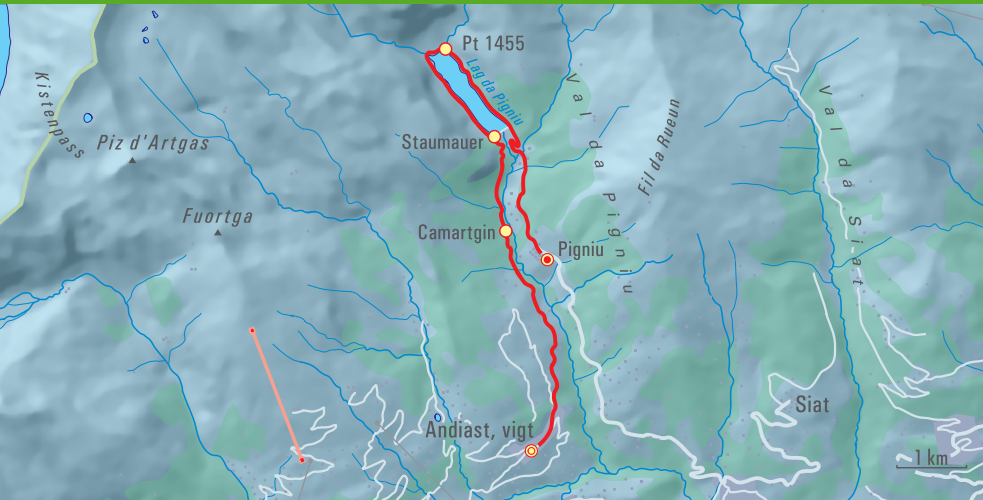 Pt 1455
Lag da Pigniu
Kistenpass
Piz d'Artgas
Staumauer
Val da Pigniu
Fil da Rueun
Val da Siat
Fuortga
Camartgin
Pigniu
Siat
Andiast, vigt
1 km